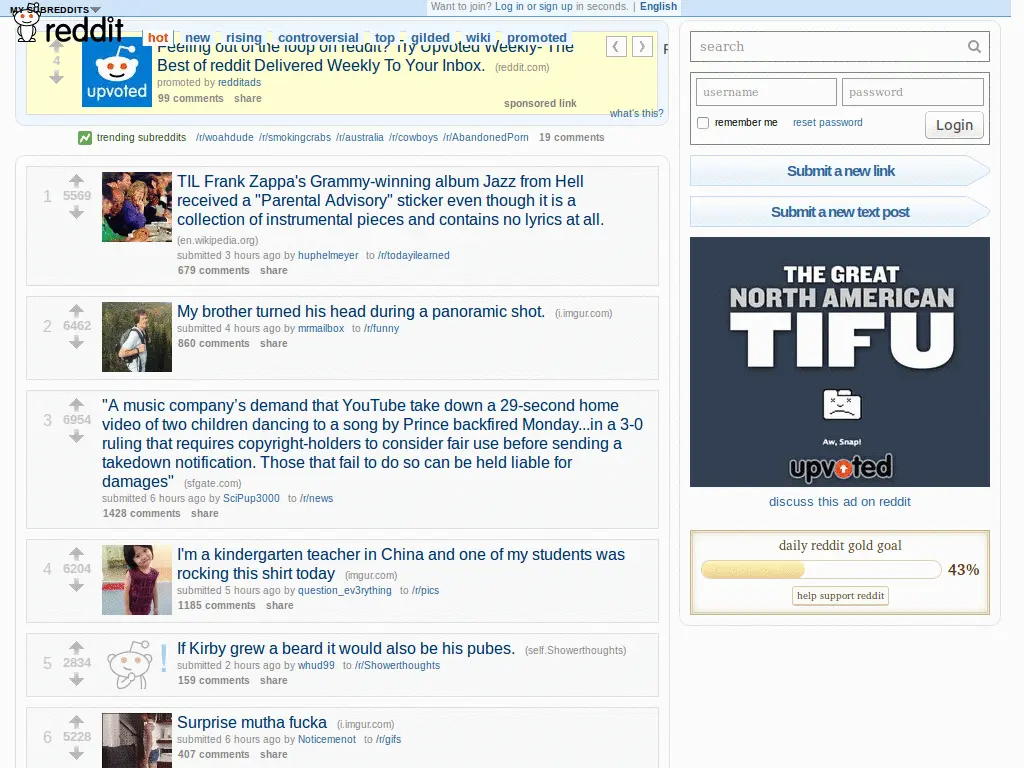 MY SUBREDDITS
Want to join? Log in or sign up in seconds. | English
reddit
hot new rising controversial top gilded wiki promoted
4
Feeling out of the loop on reddit? Try Upvoted Weekly- The
Best of reddit Delivered Weekly To Your Inbox. (reddit.com)
promoted by redditads
99 comments share
sponsored link
what's this?
upvoted
trending subreddits /r/woahdude /r/smokingcrabs /r/australia /r/cowboys /r/AbandonedPorn 19 comments
1
5569
TIL Frank Zappa's Grammy-winning album Jazz from Hell
received a "Parental Advisory" sticker even though it is a
collection of instrumental pieces and contains no lyrics at all.
(en.wikipedia.org)
submitted 3 hours ago by huphelmeyer to /r/todayilearned
679 comments share
2
6462
My brother turned his head during a panoramic shot. (i.imgur.com)
submitted 4 hours ago by mmailbox to /r/funny
860 comments share
3
6954
"A music company's demand that YouTube take down a 29-second home
video of two children dancing to a song by Prince backfired Monday...in a 3-0
ruling that requires copyright-holders to consider fair use before sending a
takedown notification. Those that fail to do so can be held liable for
damages" (sfgate.com)
submitted 6 hours ago by SciPup3000 to /r/news
1428 comments share
4
6204
I'm a kindergarten teacher in China and one of my students was
rocking this shirt today (imgur.com)
submitted 5 hours ago by question_ev3rything to /r/pics
1185 comments share
5
2834
If Kirby grew a beard it would also be his pubes. (self.Showerthoughts)
submitted 2 hours ago by whud99 to /r/Showerthoughts
159 comments share
6
5228
Surprise mutha fucka (i.imgur.com)
submitted 6 hours ago by Noticemenot to /r/gifs
407 comments share
search
username
password
remember me reset password
Login
Submit a new link
Submit a new text post
THE GREAT
NORTH AMERICAN
TIFU
Aw, Snap!
upvoted
discuss this ad on reddit
daily reddit gold goal
43%
help support reddit